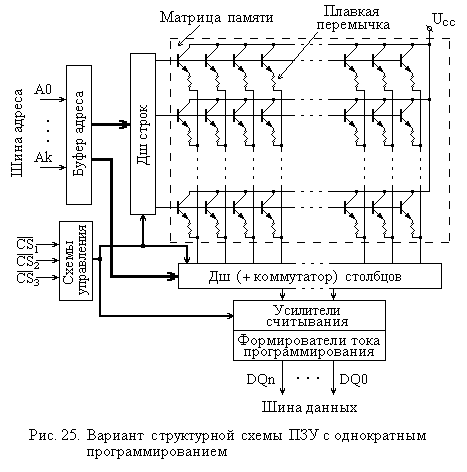 Матрица памяти
Плавкая
перемычка
Ucc
Шина адреса
A0
Ak
Буфер адреса
Дш строк
CS1
CS2
CS3
Схемы
управления
Дш (+ коммутатор) столбцов
Усилители
считывания
Формирователи тока
программирования
DQn
DQ0
Шина данных
Рис. 25. Вариант структурной схемы ПЗУ с однократным
программированием